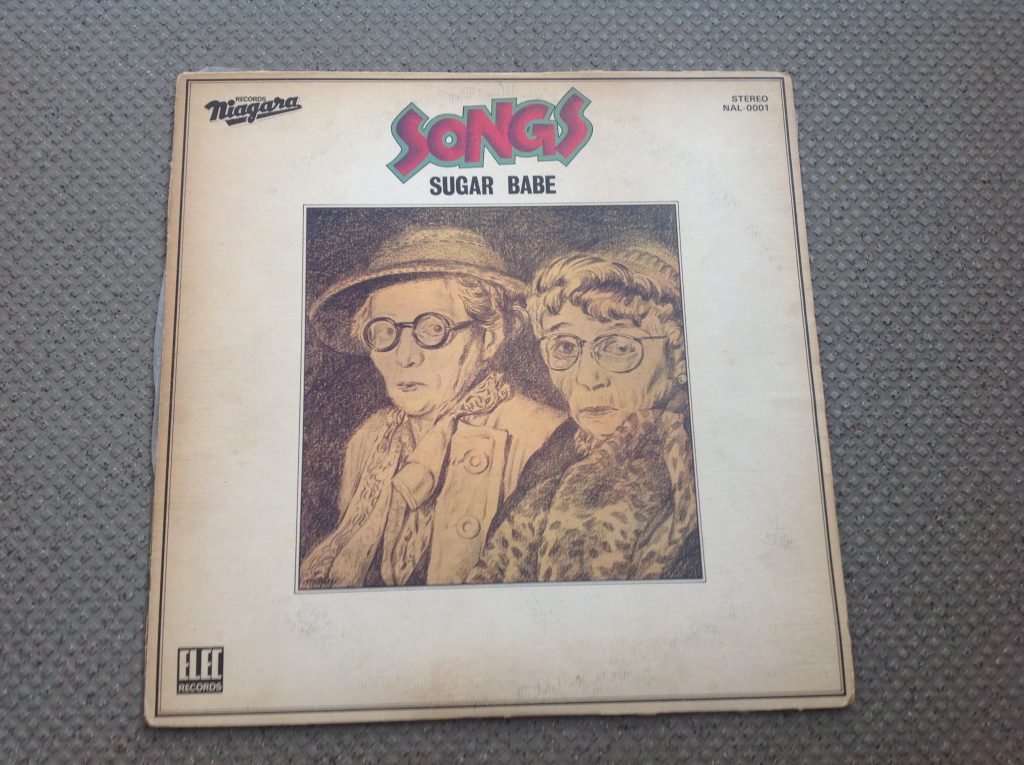 RECORDS
Niagara
SONGS
SUGAR BABE
STEREO
NAL-0001
ELEC
RECORDS